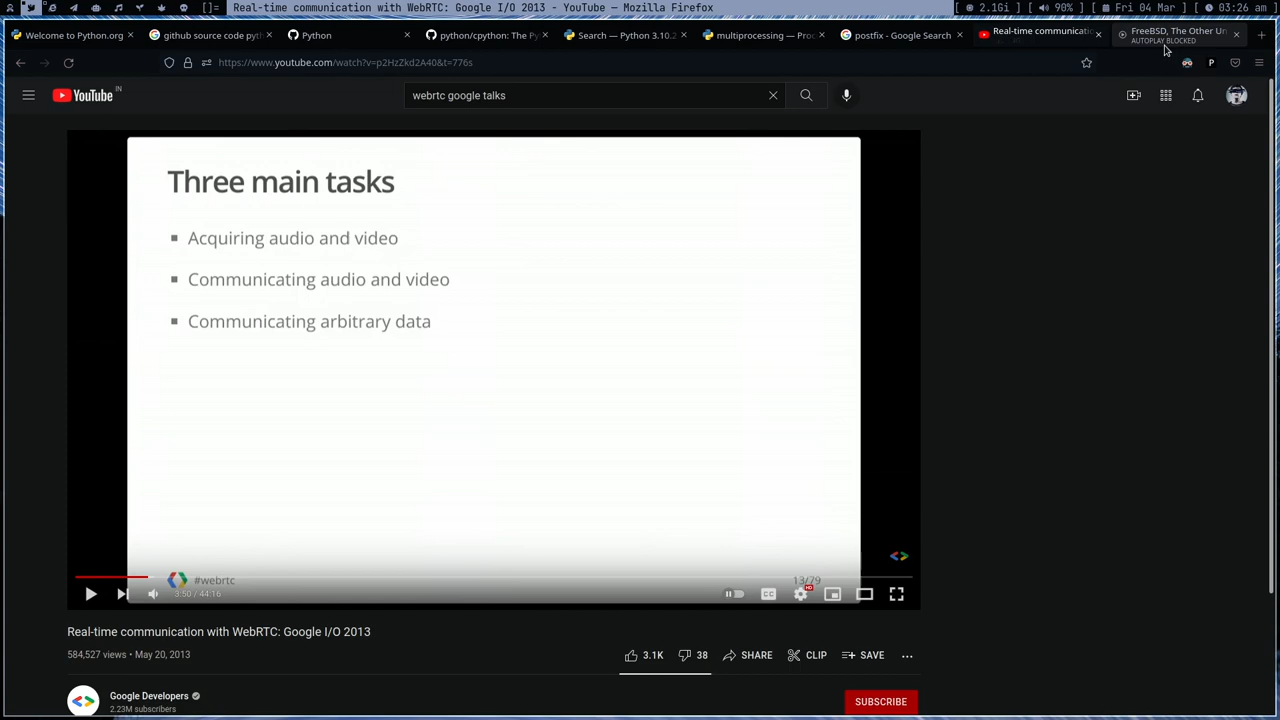 []= Real-time communication with WebRTC: Google I/O 2013 - YouTube — Mozilla Firefox [ 2.1Gi ] [ 90% ] [ Fri 04 Mar ] [ 03:26 am ]
Welcome to Python.org
github source code py
Python
python/cpython: The Py
Search — Python 3.10.2
multiprocessing — Proc
postfix - Google Search
Real-time communicatio
FreeBSD, The Other Un
AUTOPLAY BLOCKED
https://www.youtube.com/watch?v=p2HzZkd2A40&t=776s
P
YouTube IN
webrtc google talks
Three main tasks
Acquiring audio and video
Communicating audio and video
Communicating arbitrary data
#webrtc
13/79
3:50 / 44:16
CC
HD
Real-time communication with WebRTC: Google I/O 2013
584,527 views • May 20, 2013
3.1K
38
SHARE
CLIP
SAVE
Google Developers
2.23M subscribers
SUBSCRIBE